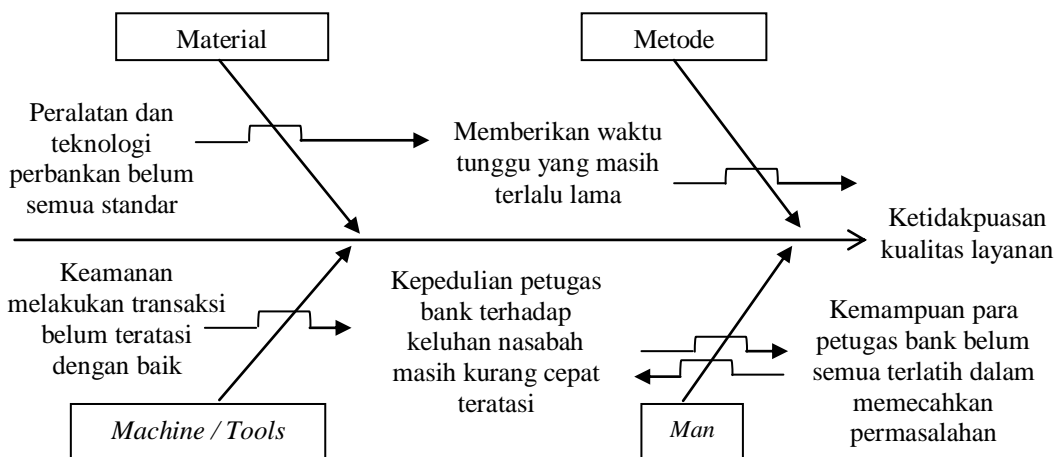 Material
Metode
Peralatan dan
teknologi
perbankan belum
semua standar
Memberikan waktu
tunggu yang masih
terlalu lama
Ketidakpuasan
kualitas layanan
Keamanan
melakukan transaksi
belum teratasi
dengan baik
Kepedulian petugas
bank terhadap
keluhan nasabah
masih kurang cepat
teratasi
Kemampuan para
petugas bank belum
semua terlatih dalam
memecahkan
permasalahan
Machine / Tools
Man